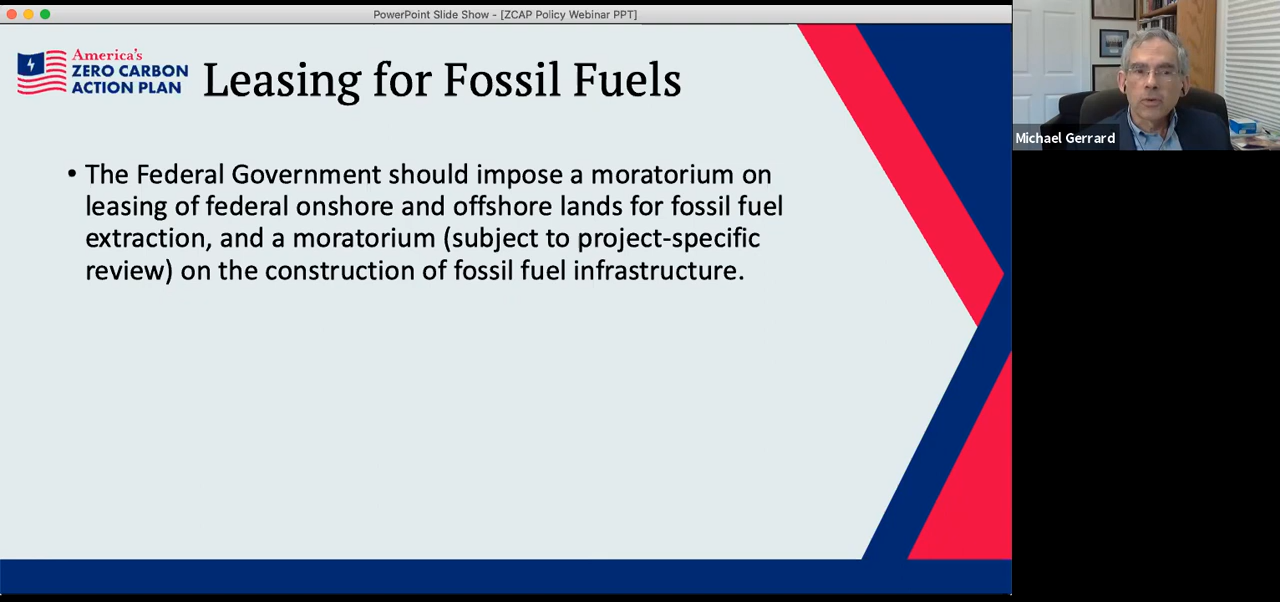 PowerPoint Slide Show - [ZCAP Policy Webinar PPT]
America's
ZERO CARBON
ACTION PLAN
Leasing for Fossil Fuels
• The Federal Government should impose a moratorium on
leasing of federal onshore and offshore lands for fossil fuel
extraction, and a moratorium (subject to project-specific
review) on the construction of fossil fuel infrastructure.
Michael Gerrard